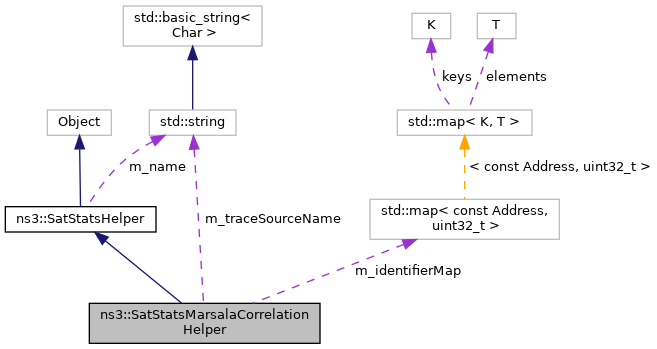 std::basic_string<
Char >
K
T
keys
elements
Object
std::string
std::map< K, T >
m_name
< const Address, uint32_t >
ns3::SatStatsHelper
m_traceSourceName
std::map< const Address,
uint32_t >
m_identifierMap
ns3::SatStatsMarsalaCorrelation
Helper